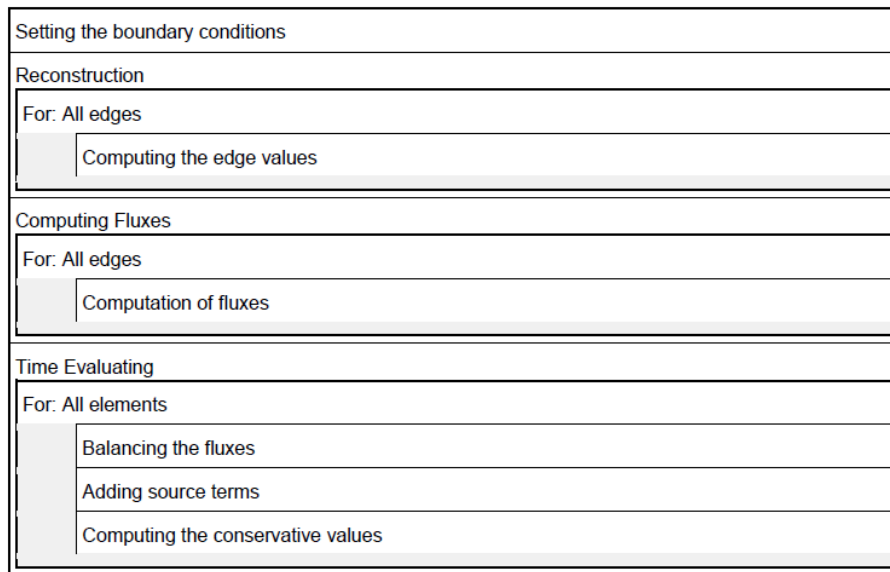 Setting the boundary conditions
Reconstruction
For: All edges
Computing the edge values
Computing Fluxes
For: All edges
Computation of fluxes
Time Evaluating
For: All elements
Balancing the fluxes
Adding source terms
Computing the conservative values